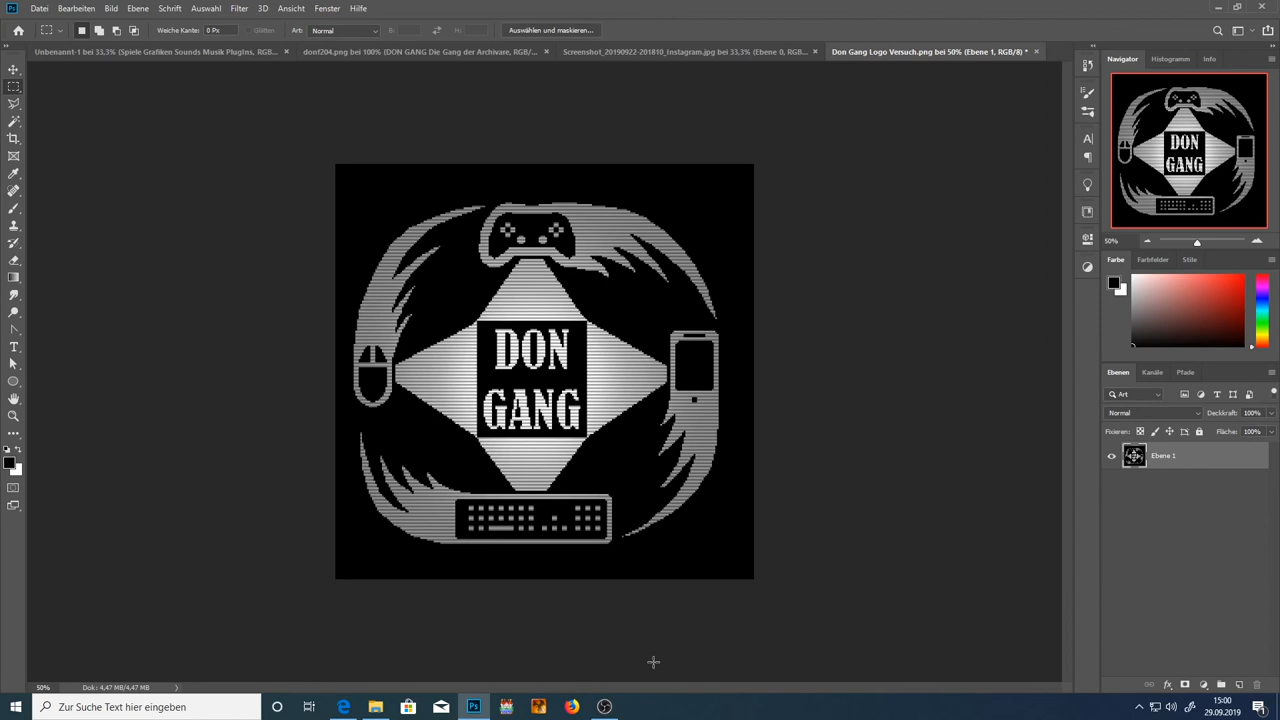 Datei Bearbeiten Bild Ebene Schrift Auswahl Filter 3D Ansicht Fenster Hilfe
Weiche Kante: 0 Px Glätten Art: Normal B: H: Auswählen und maskieren...
Unbenannt-1 bei 33,3% (Spiele Grafiken Sounds Musik PlugIns, RGB... × donf204.png bei 100% (DON GANG Die Gang der Archivare, RGB/... × Screenshot_20190922-201810_Instagram.jpg bei 33,3% (Ebene 0, RGB... × Don Gang Logo Versuch.png bei 50% (Ebene 1, RGB/8) * ×
Navigator Histogramm Info
DON
GANG
50%
Farbe Farbfelder Stile
DON
GANG
Ebenen Kanäle Pfade
Art
Normal Deckkraft: 100%
Fixieren: Fläche: 100%
Ebene 1
50% Dok: 4,47 MB/4,47 MB
Zur Suche Text hier eingeben
15:00
29.09.2019